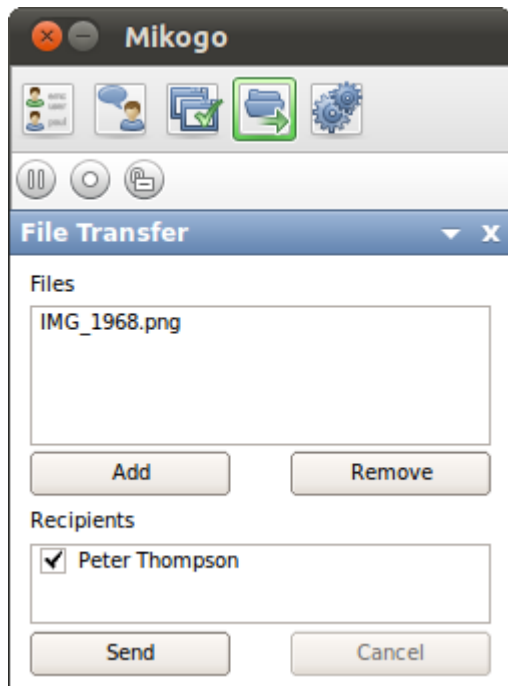 Mikogo
File Transfer
Files
IMG_1968.png
Add Remove
Recipients
Peter Thompson
Send Cancel